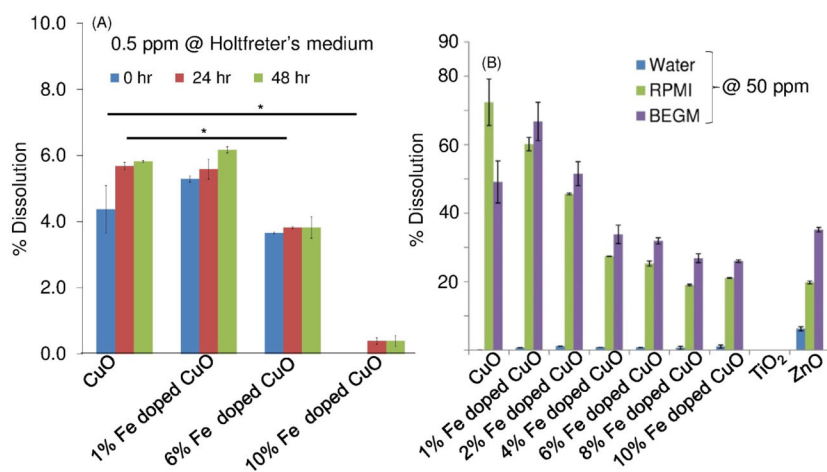 (A)
0.5 ppm @ Holtfreter's medium
0 hr 24 hr 48 hr
*
*
% Dissolution
10.0
8.0
6.0
4.0
2.0
0.0
CuO
1% Fe doped CuO
6% Fe doped CuO
10% Fe doped CuO
(B)
Water
RPMI
BEGM
@ 50 ppm
% Dissolution
90
80
60
40
20
CuO
1% Fe doped CuO
2% Fe doped CuO
4% Fe doped CuO
6% Fe doped CuO
8% Fe doped CuO
10% Fe doped CuO
TiO₂
ZnO